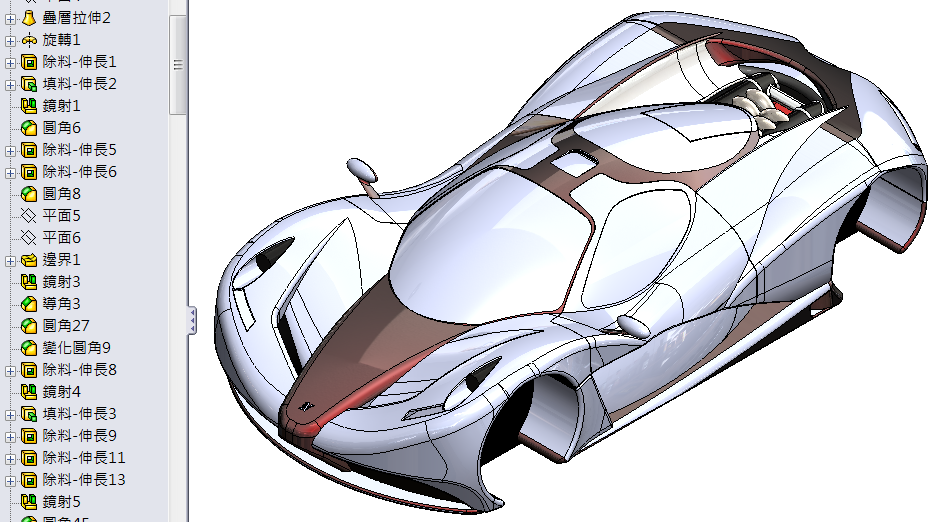 疊層拉伸2
旋轉1
除料-伸長1
填料-伸長2
鏡射1
圓角6
除料-伸長5
除料-伸長6
圓角8
平面5
平面6
邊界1
鏡射3
導角3
圓角27
變化圓角9
除料-伸長8
鏡射4
填料-伸長3
除料-伸長9
除料-伸長11
除料-伸長13
鏡射5